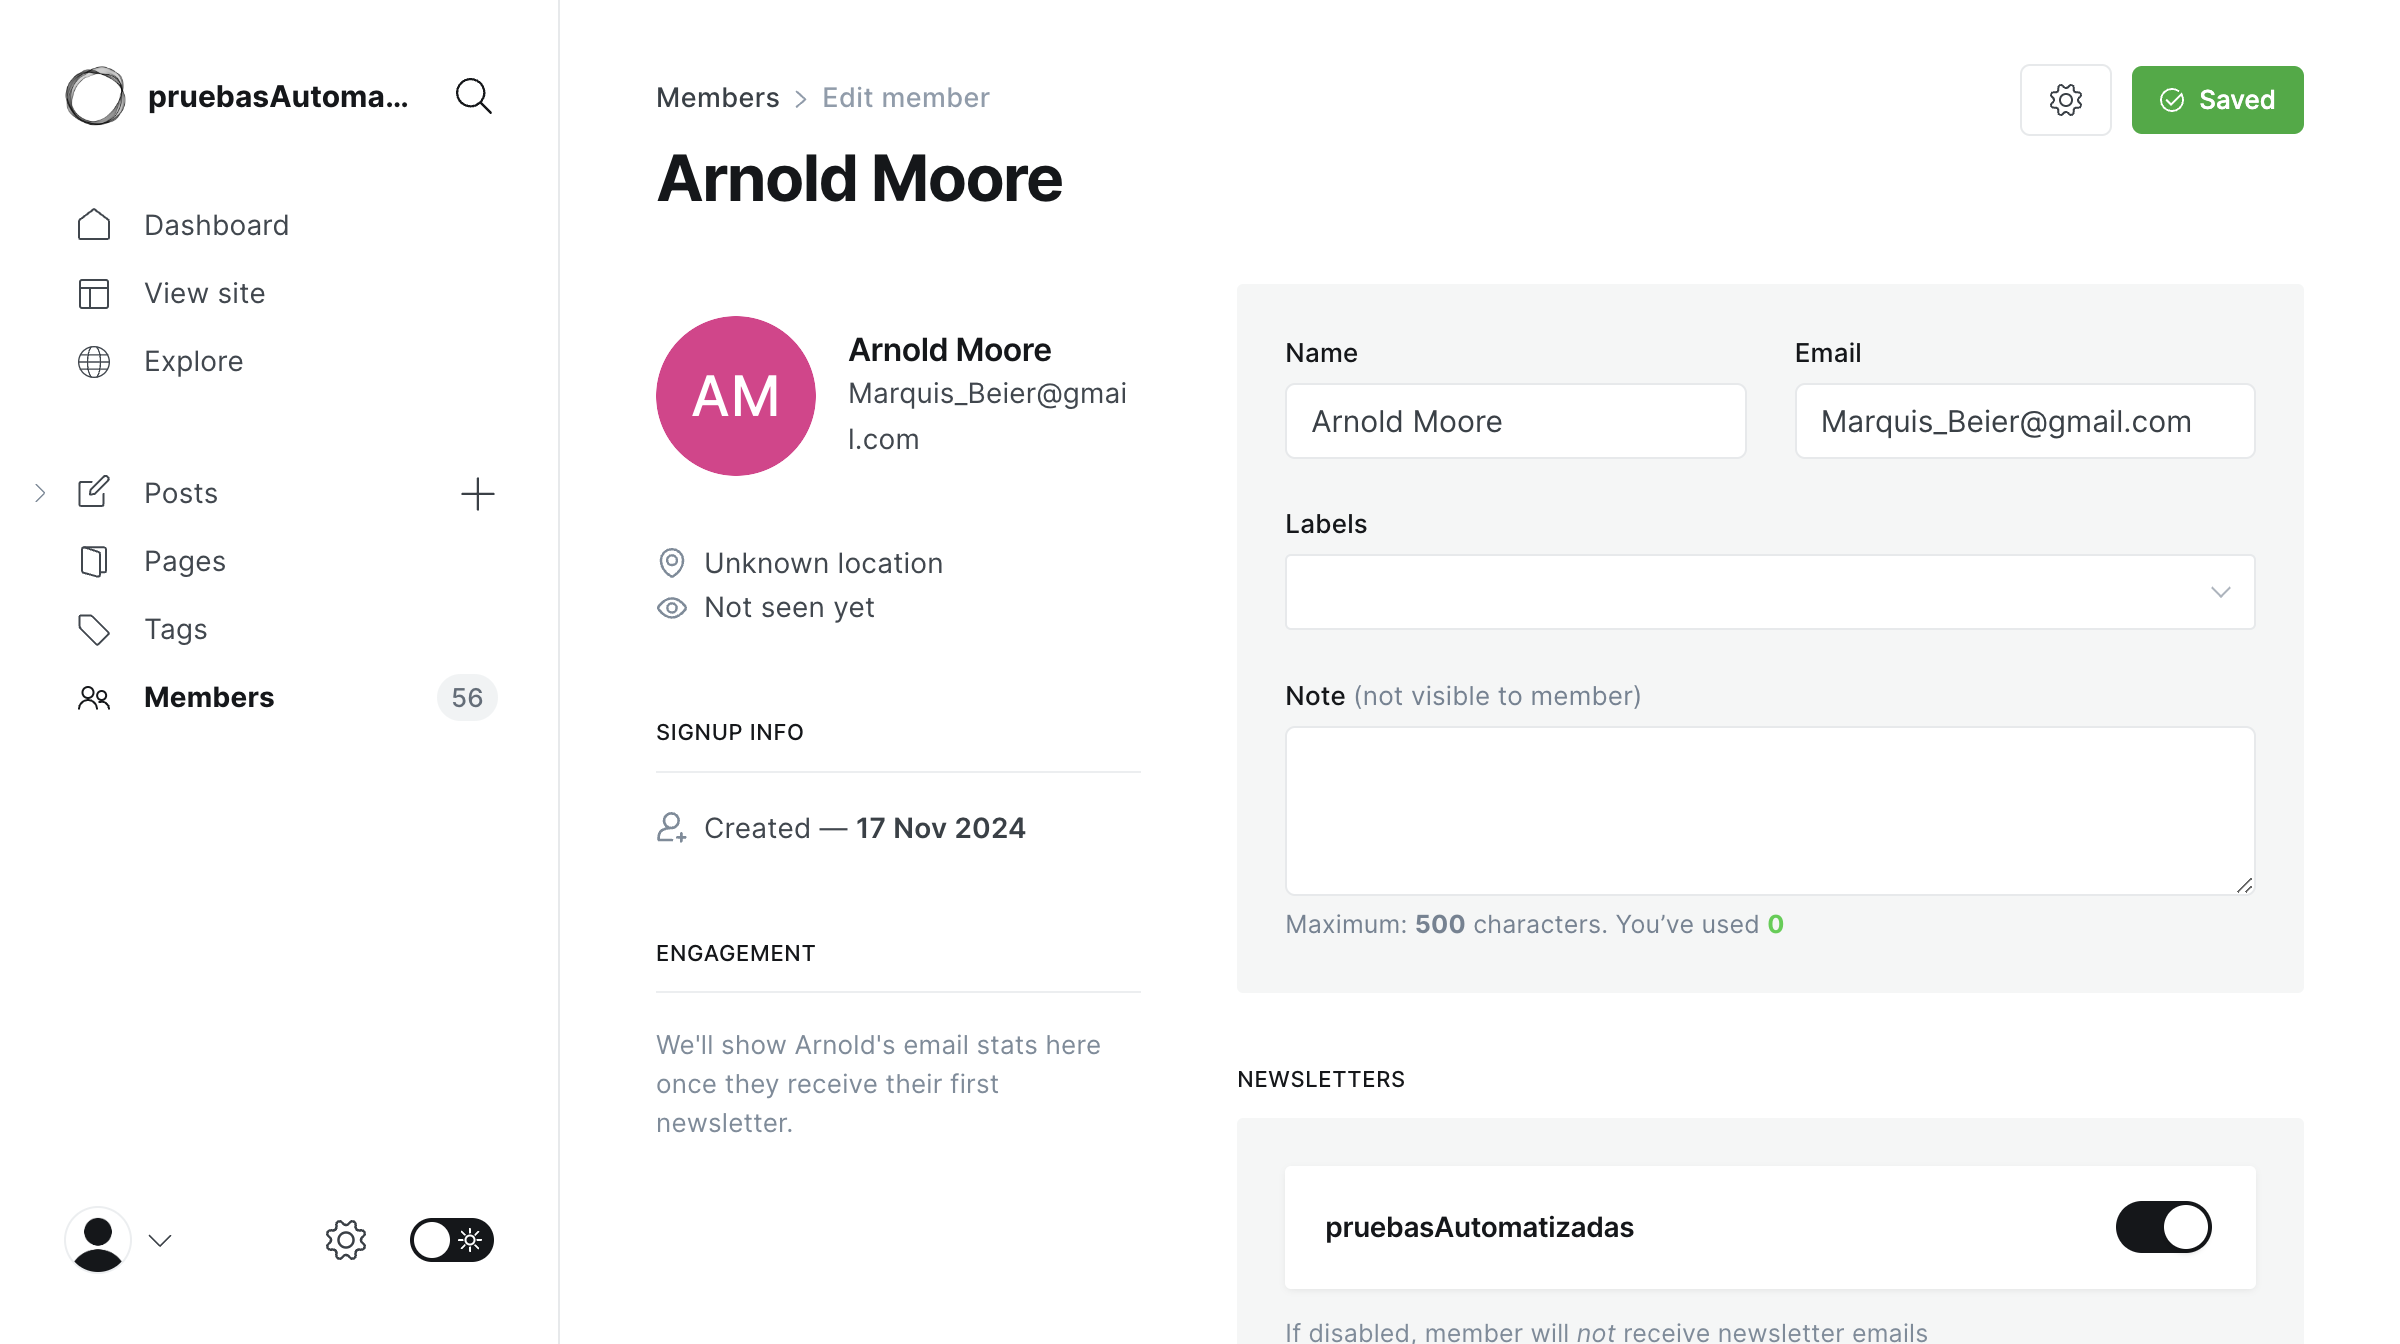 pruebasAutoma...
Dashboard
View site
Explore
Posts
Pages
Tags
Members
56
Members > Edit member
Saved
Arnold Moore
AM
Arnold Moore
Marquis_Beier@gmai
l.com
Unknown location
Not seen yet
SIGNUP INFO
Created — 17 Nov 2024
ENGAGEMENT
We'll show Arnold's email stats here
once they receive their first
newsletter.
Name
Arnold Moore
Email
Marquis_Beier@gmail.com
Labels
Note (not visible to member)
Maximum: 500 characters. You’ve used 0
NEWSLETTERS
pruebasAutomatizadas
If disabled, member will not receive newsletter emails